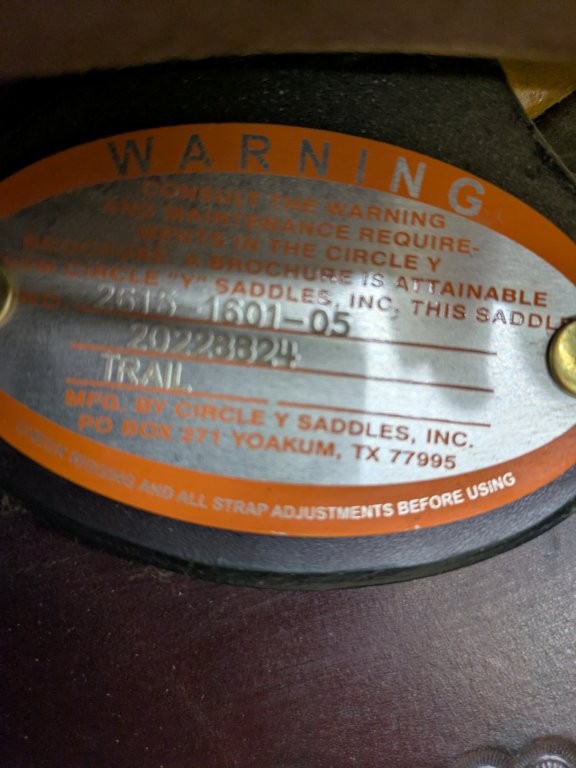 WARNING
CONSULT THE WARNING
AND MAINTENANCE REQUIRE-
MENTS IN THE CIRCLE Y
BROCHURE. A BROCHURE IS ATTAINABLE
CIRCLE "Y" SADDLES, INC. THIS SADDLE
1601-05
20228824
TRAIL
MFG. BY CIRCLE Y SADDLES, INC.
PO BOX 271 YOAKUM, TX 77995
CHECK RIGGING AND ALL STRAP ADJUSTMENTS BEFORE USING